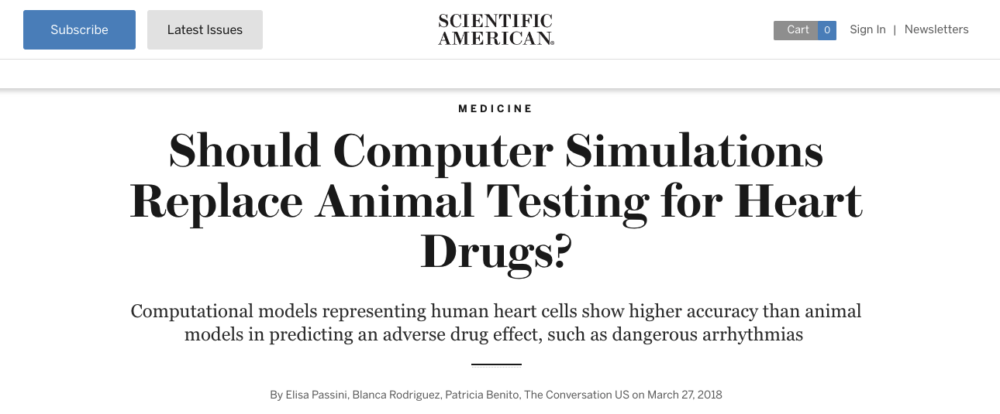 Subscribe
Latest Issues
SCIENTIFIC
AMERICAN®
Cart 0
Sign In | Newsletters
MEDICINE
Should Computer Simulations
Replace Animal Testing for Heart
Drugs?
Computational models representing human heart cells show higher accuracy than animal
models in predicting an adverse drug effect, such as dangerous arrhythmias
By Elisa Passini, Blanca Rodriguez, Patricia Benito, The Conversation US on March 27, 2018